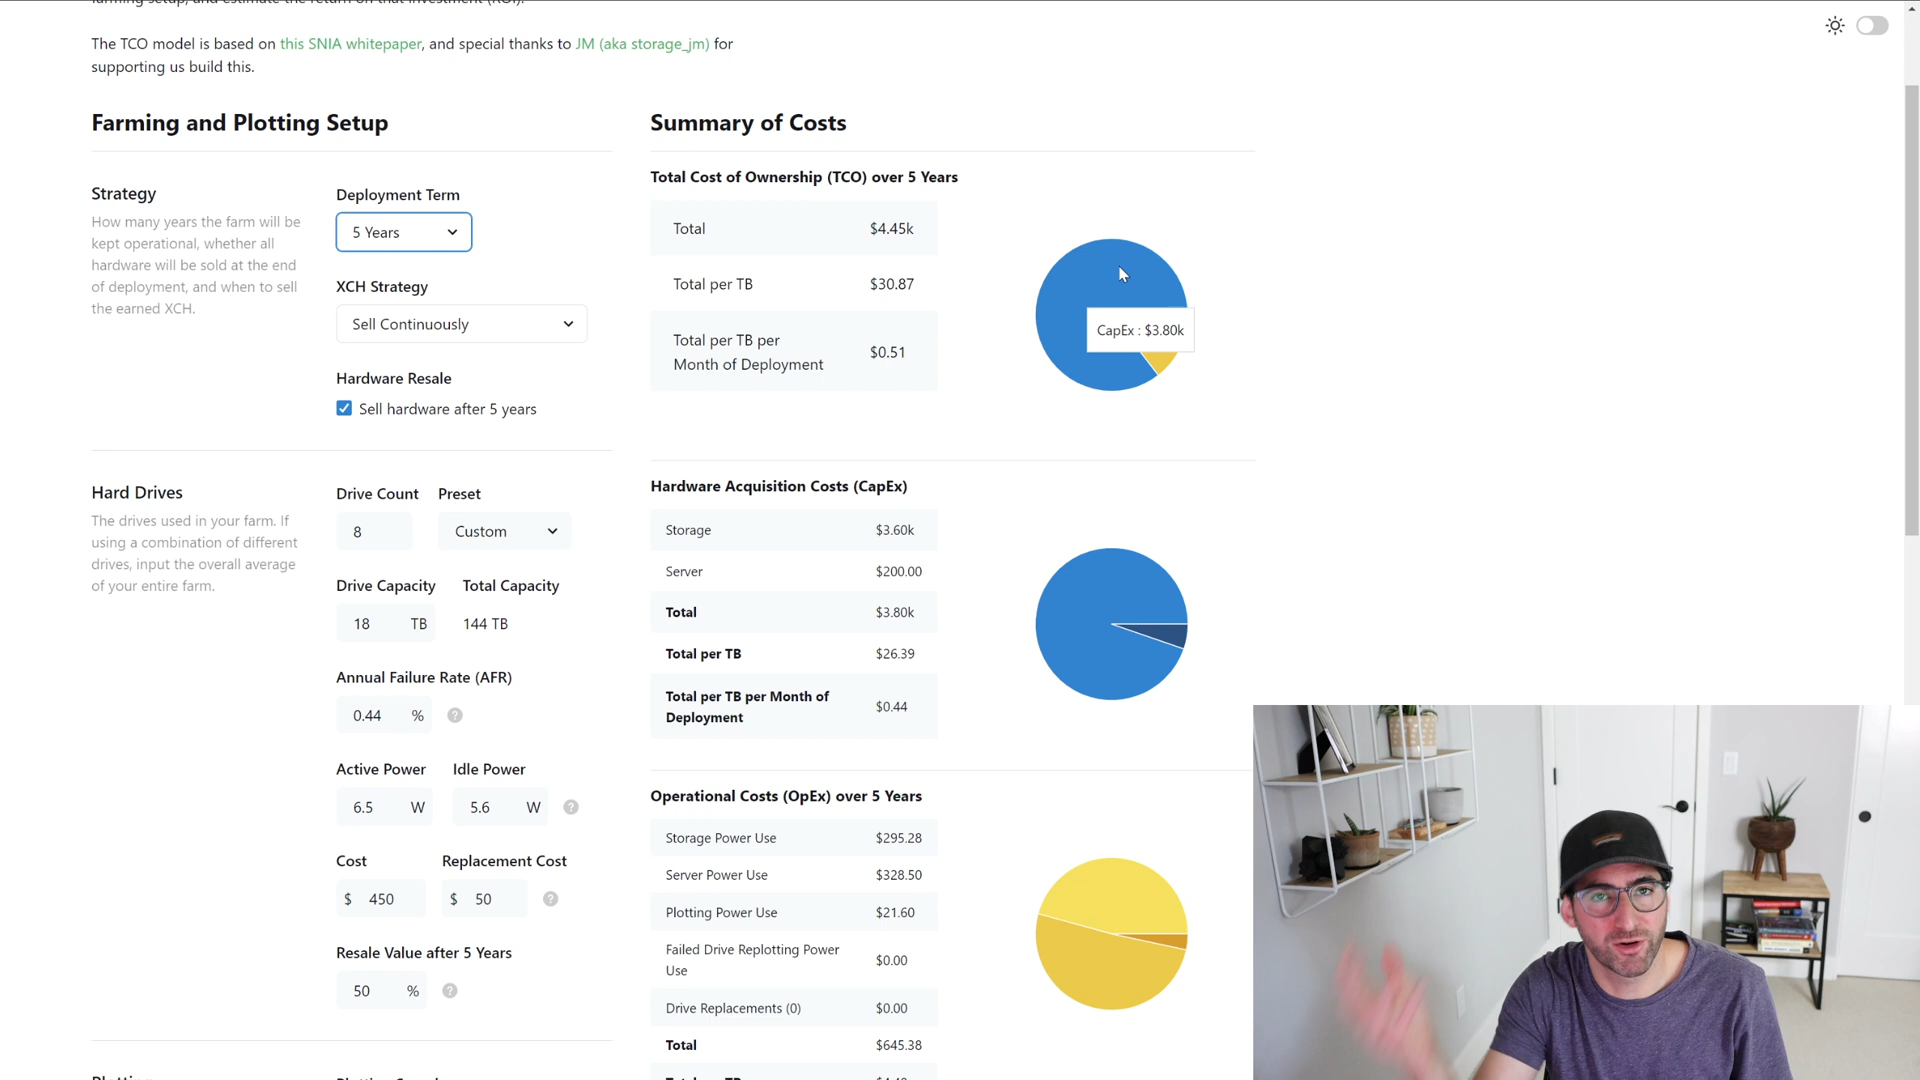 The TCO model is based on this SNIA whitepaper, and special thanks to JM (aka storage_jm) for
supporting us build this.
Farming and Plotting Setup
Strategy
How many years the farm will be
kept operational, whether all
hardware will be sold at the end
of deployment, and when to sell
the earned XCH.
Deployment Term
5 Years
XCH Strategy
Sell Continuously
Hardware Resale
Sell hardware after 5 years
Hard Drives
The drives used in your farm. If
using a combination of different
drives, input the overall average
of your entire farm.
Drive Count Preset
8 Custom
Drive Capacity Total Capacity
18 TB 144 TB
Annual Failure Rate (AFR)
0.44 % ?
Active Power Idle Power
6.5 W 5.6 W ?
Cost Replacement Cost
$ 450 $ 50 ?
Resale Value after 5 Years
50 % ?
Summary of Costs
Total Cost of Ownership (TCO) over 5 Years
Total $4.45k
Total per TB $30.87
Total per TB per
Month of Deployment $0.51
CapEx : $3.80k
Hardware Acquisition Costs (CapEx)
Storage $3.60k
Server $200.00
Total $3.80k
Total per TB $26.39
Total per TB per Month of
Deployment $0.44
Operational Costs (OpEx) over 5 Years
Storage Power Use $295.28
Server Power Use $328.50
Plotting Power Use $21.60
Failed Drive Replotting Power
Use $0.00
Drive Replacements (0) $0.00
Total $645.38